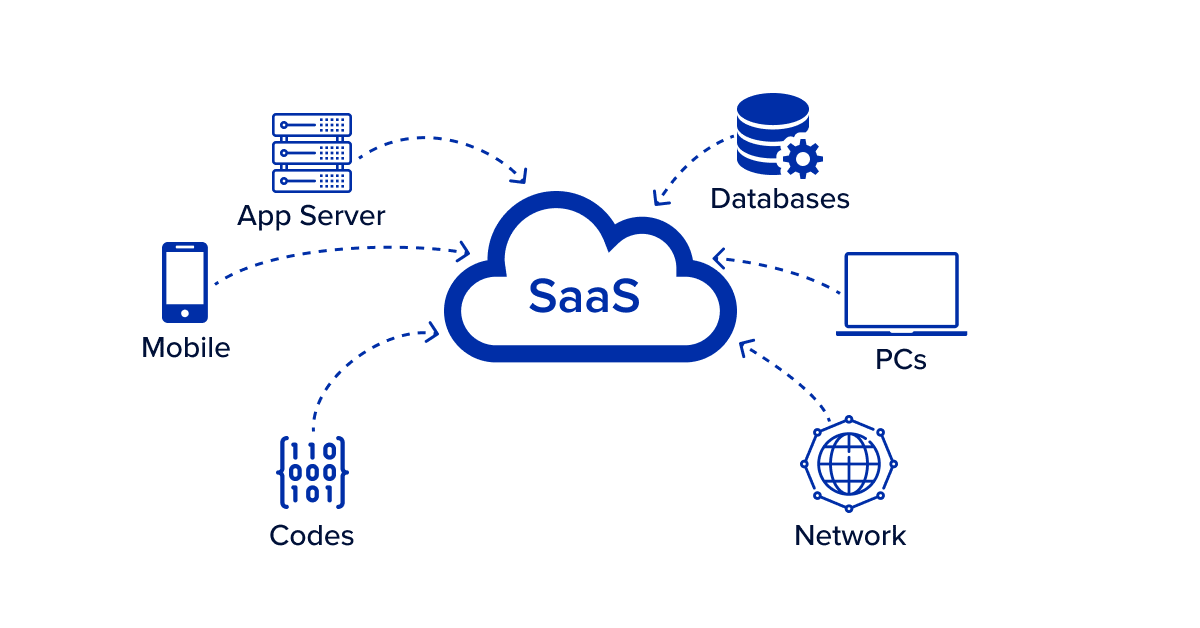 App Server
Databases
Mobile
SaaS
PCs
110
000
101
Codes
Network